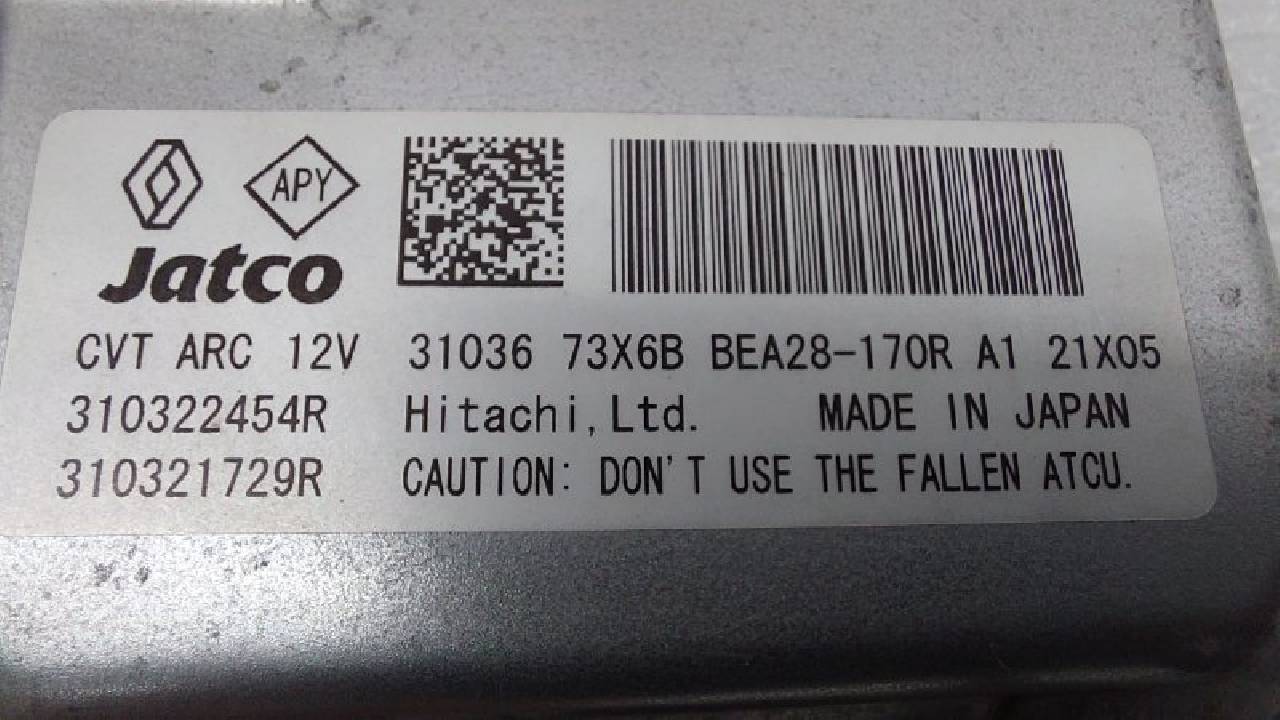 APY
Jatco
CVT ARC 12V 31036 73X6B BEA28-170R A1 21X05
310322454R Hitachi,Ltd. MADE IN JAPAN
310321729R CAUTION: DON'T USE THE FALLEN ATCU.